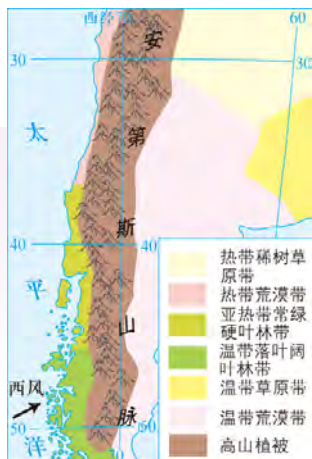 西经
60
30
30
安
第
斯
山
脉
太
平
洋
40
40
西风
50
50
热带稀树草
原带
热带荒漠带
亚热带常绿
硬叶林带
温带落叶阔
叶林带
温带草原带
温带荒漠带
高山植被